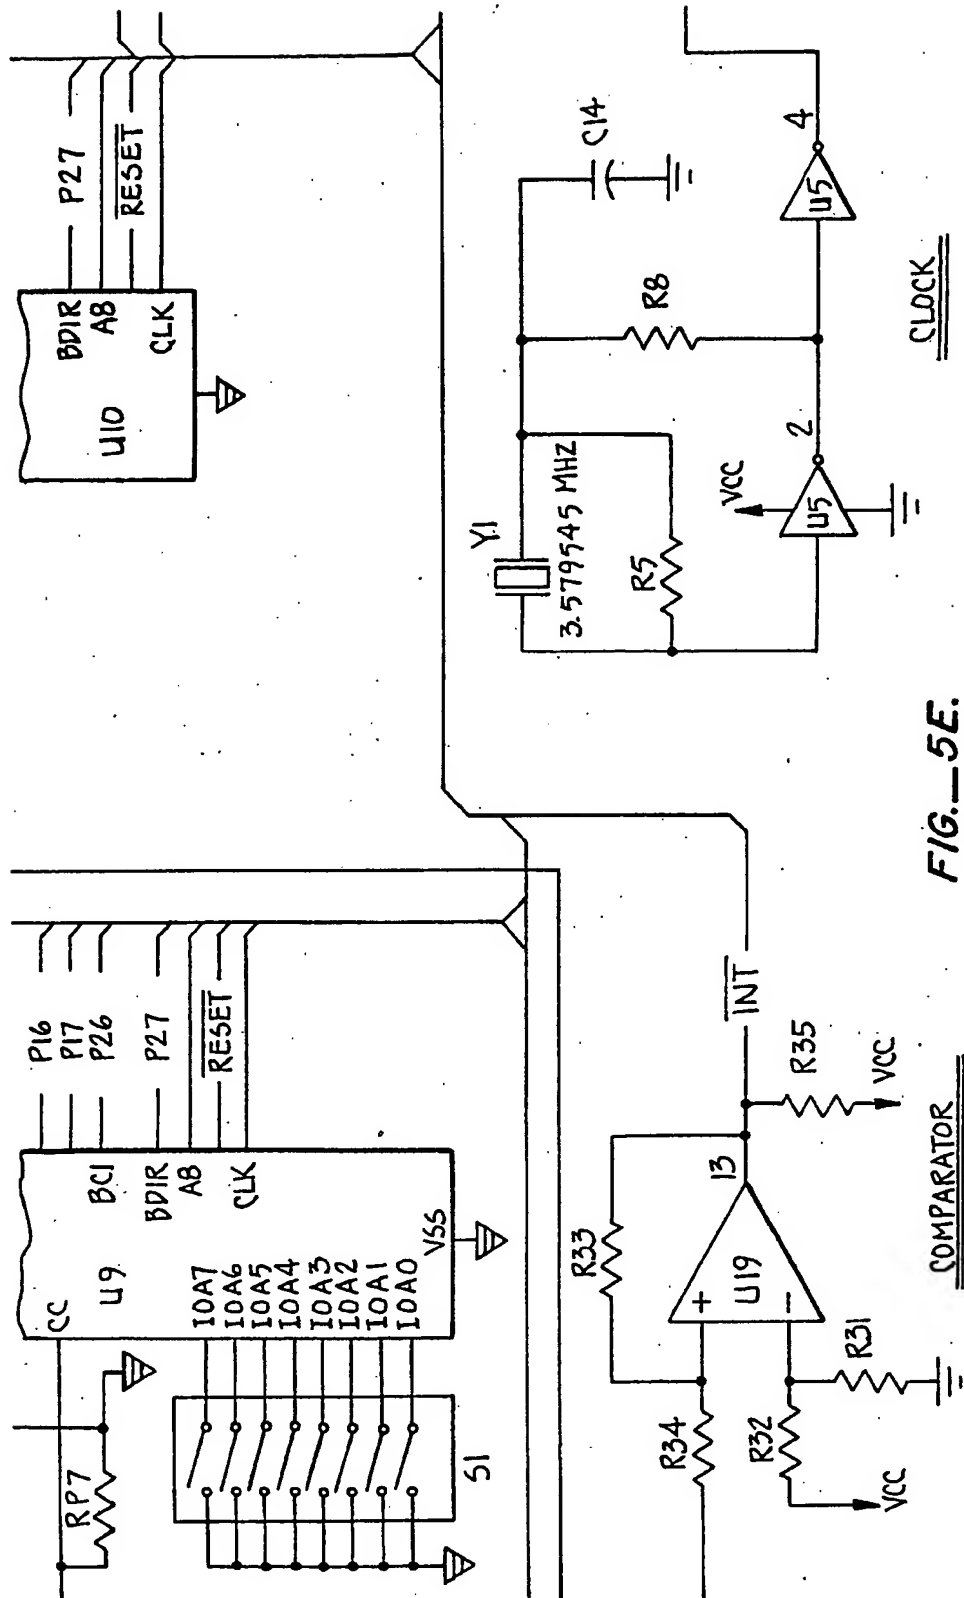 CC
U9
P16
P17
BC1
P26
BDIR
P27
A8
RESET
CLK
VSS
IOA7
IOA6
IOA5
IOA4
IOA3
IOA2
IOA1
IOA0
RP7
S1
U10
BDIR
P27
A8
RESET
CLK
R33
R34
+
U19
-
13
R32
R31
VCC
INT
R35
VCC
COMPARATOR
Y1
3.579545 MHZ
C14
R5
R8
VCC
U5
2
U5
4
CLOCK
FIG._5E.